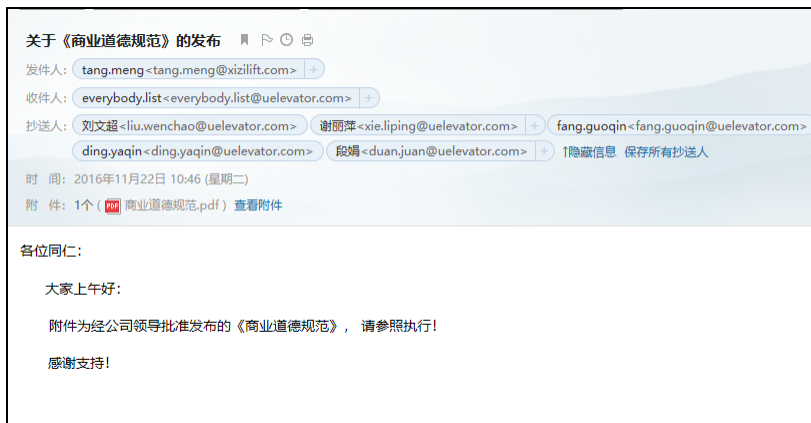 关于《商业道德规范》的发布
发件人： tang.meng<tang.meng@xizilift.com> +
收件人： everybody.list<everybody.list@uelevator.com> +
抄送人： 刘文超<liu.wenchao@uelevator.com> 谢丽萍<xie.liping@uelevator.com> + fang.guoqin<fang.guoqin@uelevator.com>
ding.yaqin<ding.yaqin@uelevator.com> 段娟<duan.juan@uelevator.com> + ↑隐藏信息 保存所有抄送人
时 间： 2016年11月22日 10:46 (星期二)
附 件： 1个 ( PDF 商业道德规范.pdf ) 查看附件
各位同仁：
大家上午好：
附件为经公司领导批准发布的《商业道德规范》， 请参照执行！
感谢支持！